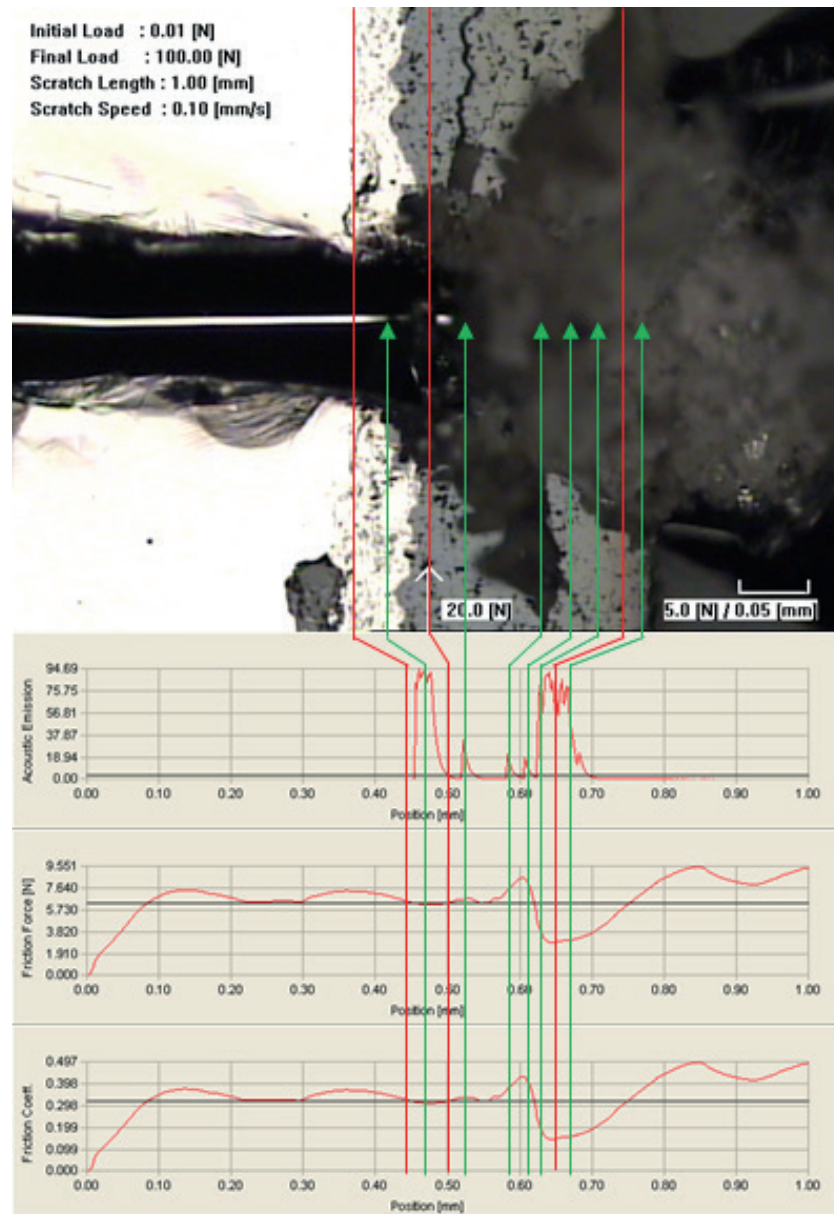 Initial Load : 0.01 [N]
Final Load : 100.00 [N]
Scratch Length : 1.00 [mm]
Scratch Speed : 0.10 [mm/s]
20.0 [N]
5.0 [N] / 0.05 [mm]
Acoustic Emission
94.69
75.75
56.81
37.87
18.94
0.00
0.00 0.10 0.20 0.30 0.40 0.50 0.60 0.70 0.80 0.90 1.00
Position [mm]
Friction Force [N]
9.551
7.640
5.730
3.820
1.910
0.000
0.00 0.10 0.20 0.30 0.40 0.50 0.60 0.70 0.80 0.90 1.00
Position [mm]
Friction Coeff.
0.497
0.398
0.298
0.199
0.099
0.000
0.00 0.10 0.20 0.30 0.40 0.50 0.60 0.70 0.80 0.90 1.00
Position [mm]